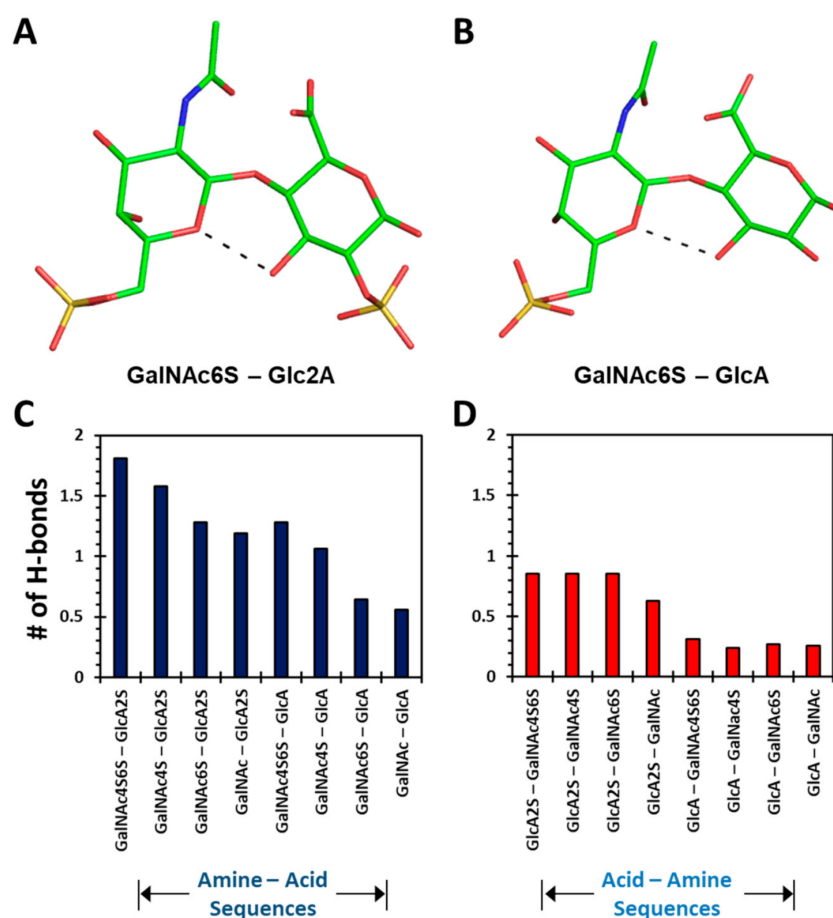 A
B
GalNAc6S – Glc2A
GalNAc6S – GlcA
C
D
# of H-bonds
2
1.5
1
0.5
0
2
1.5
1
0.5
0
GalNAc4S6S – GlcA2S
GalNAc4S – GlcA2S
GalNAc6S – GlcA2S
GalNAc – GlcA2S
GalNAc4S6S – GlcA
GalNAc4S – GlcA
GalNAc6S – GlcA
GalNAc – GlcA
GlcA2S – GalNAc4S6S
GlcA2S – GalNAc4S
GlcA2S – GalNAc6S
GlcA2S – GalNAc
GlcA – GalNAc4S6S
GlcA – GalNac4S
GlcA – GalNAc6S
GlcA – GalNAc
Amine – Acid
Sequences
Acid – Amine
Sequences